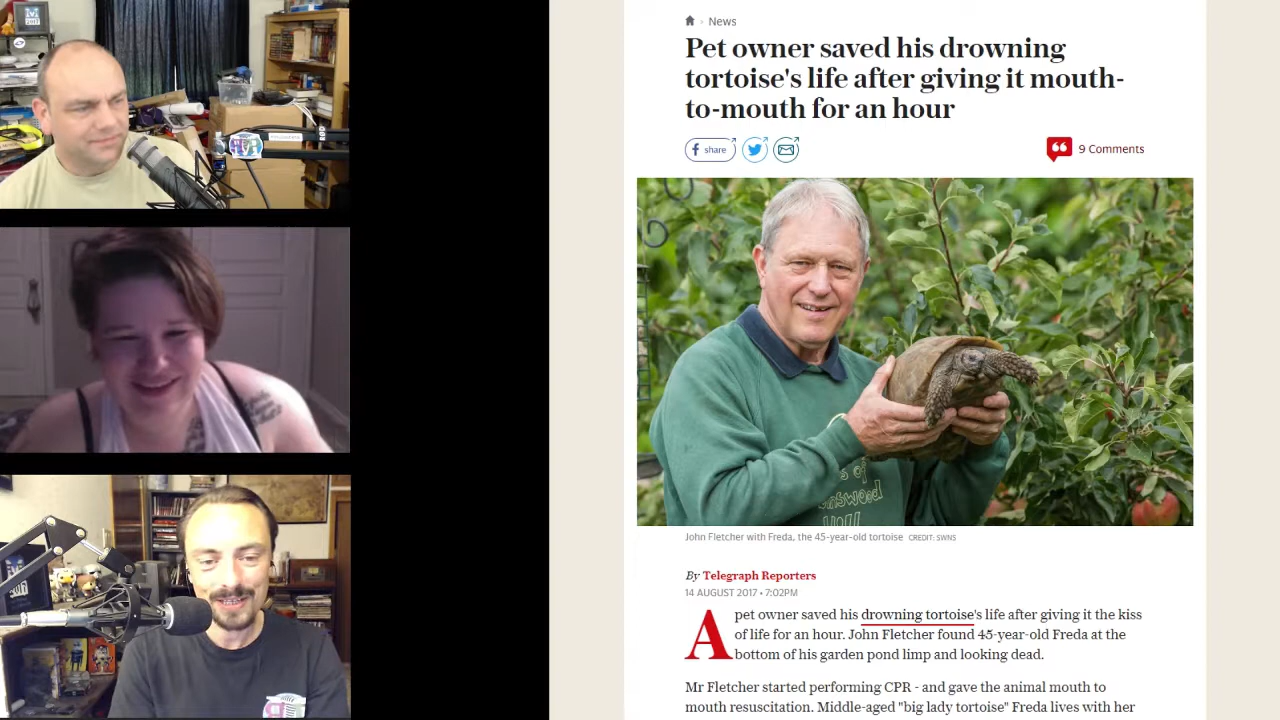 News
Pet owner saved his drowning
tortoise's life after giving it mouth-
to-mouth for an hour
share
9 Comments
John Fletcher with Freda, the 45-year-old tortoise CREDIT: SWNS
By Telegraph Reporters
14 AUGUST 2017 • 7:02PM
A pet owner saved his drowning tortoise's life after giving it the kiss
of life for an hour. John Fletcher found 45-year-old Freda at the
bottom of his garden pond limp and looking dead.
Mr Fletcher started performing CPR - and gave the animal mouth to
mouth resuscitation. Middle-aged "big lady tortoise" Freda lives with her